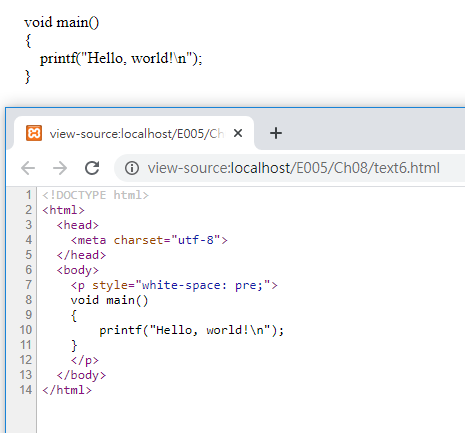 void main()
{
    printf("Hello, world!\n");
}
view-source:localhost/E005/Ch
view-source:localhost/E005/Ch08/text6.html
1 <!DOCTYPE html>
2 <html>
3   <head>
4     <meta charset="utf-8">
5   </head>
6   <body>
7     <p style="white-space: pre;">
8     void main()
9     {
10         printf("Hello, world!\n");
11     }
12     </p>
13   </body>
14 </html>